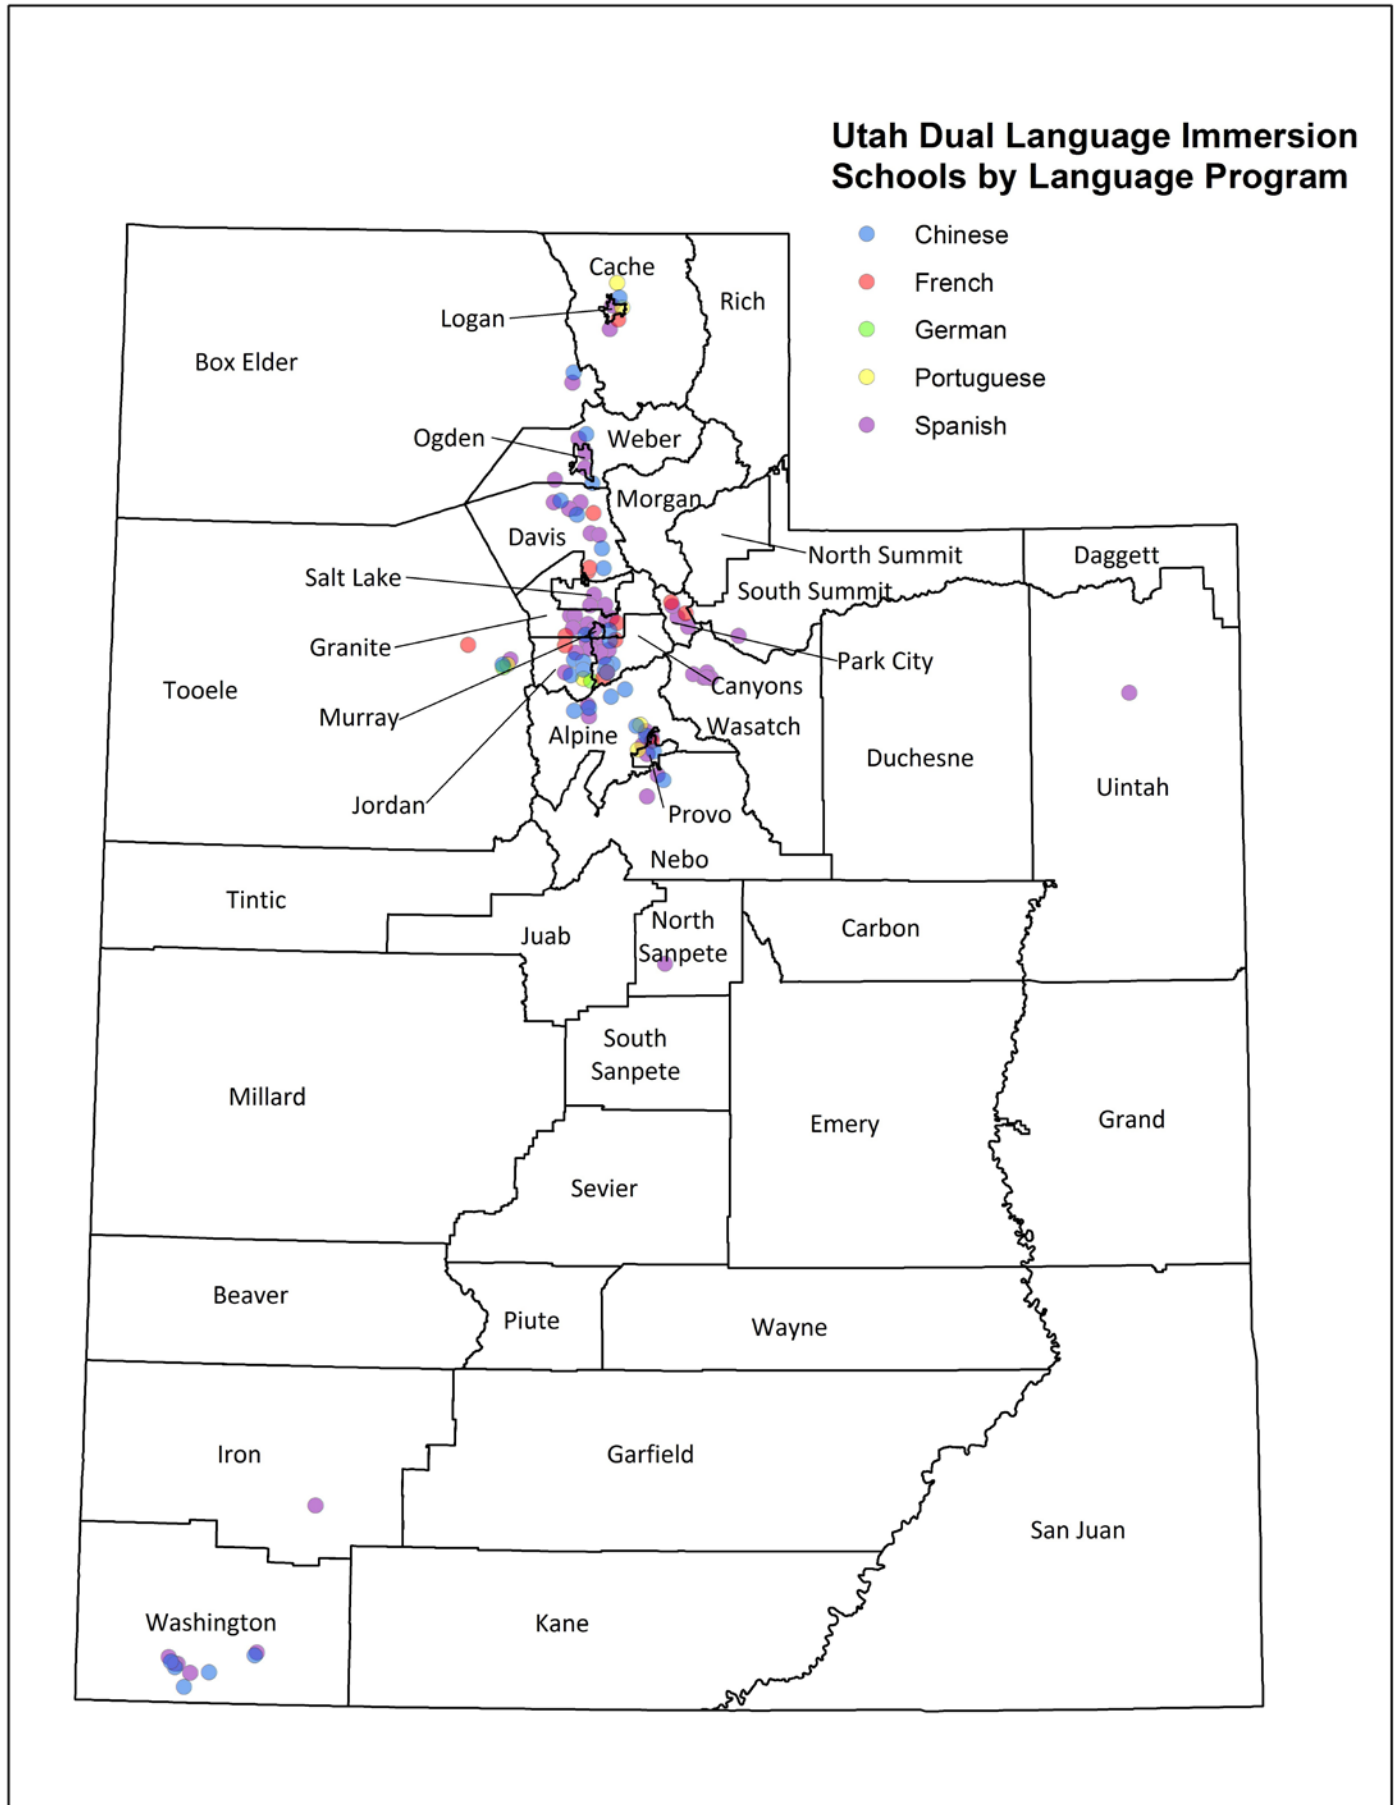 Utah Dual Language Immersion
Schools by Language Program
Chinese
French
German
Portuguese
Spanish
Cache
Rich
Logan
Box Elder
Ogden
Weber
Morgan
Davis
North Summit
Daggett
Salt Lake
South Summit
Granite
Park City
Tooele
Canyons
Murray
Wasatch
Alpine
Duchesne
Uintah
Jordan
Provo
Nebo
Tintic
North
Sanpete
Carbon
Juab
South
Sanpete
Millard
Emery
Grand
Sevier
Beaver
Piute
Wayne
Iron
Garfield
San Juan
Washington
Kane